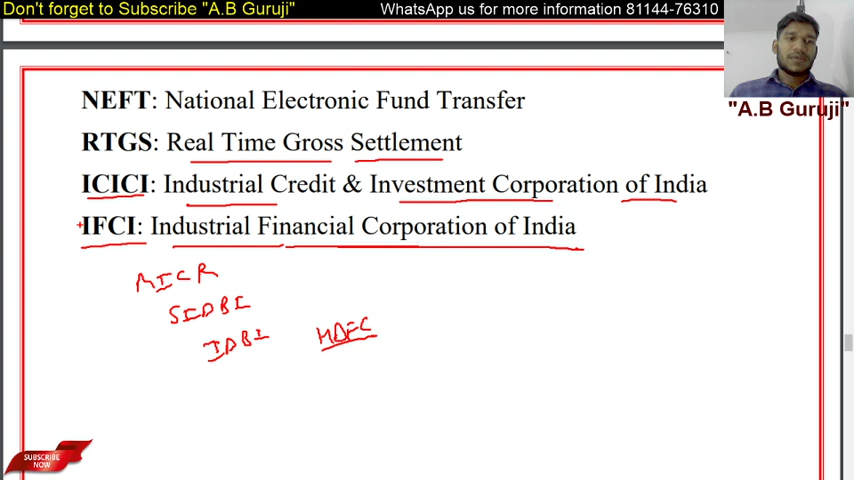 Don't forget to Subscribe "A.B Guruji" WhatsApp us for more information 81144-76310
"A.B Guruji"
NEFT: National Electronic Fund Transfer
RTGS: Real Time Gross Settlement
ICICI: Industrial Credit & Investment Corporation of India
IFCI: Industrial Financial Corporation of India
MICR
SIDBI
IDBI HDFC
SUBSCRIBE
NOW